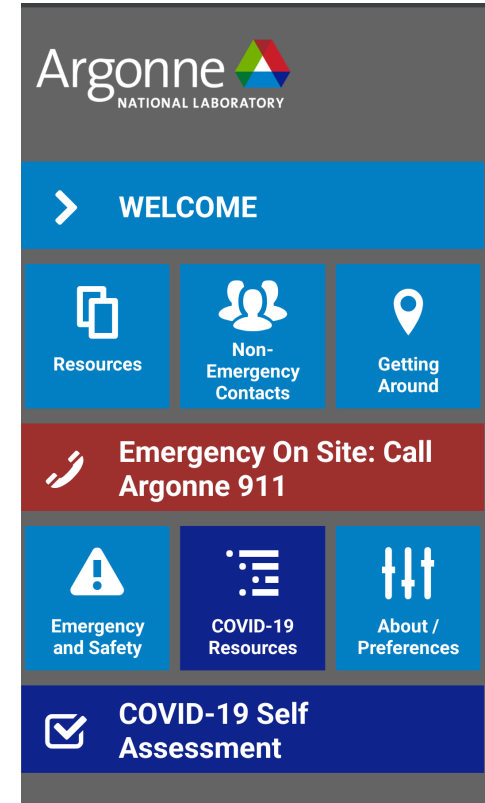 Argonne
NATIONAL LABORATORY
WELCOME
Resources
Non-
Emergency
Contacts
Getting
Around
Emergency On Site: Call
Argonne 911
Emergency
and Safety
COVID-19
Resources
About /
Preferences
COVID-19 Self
Assessment